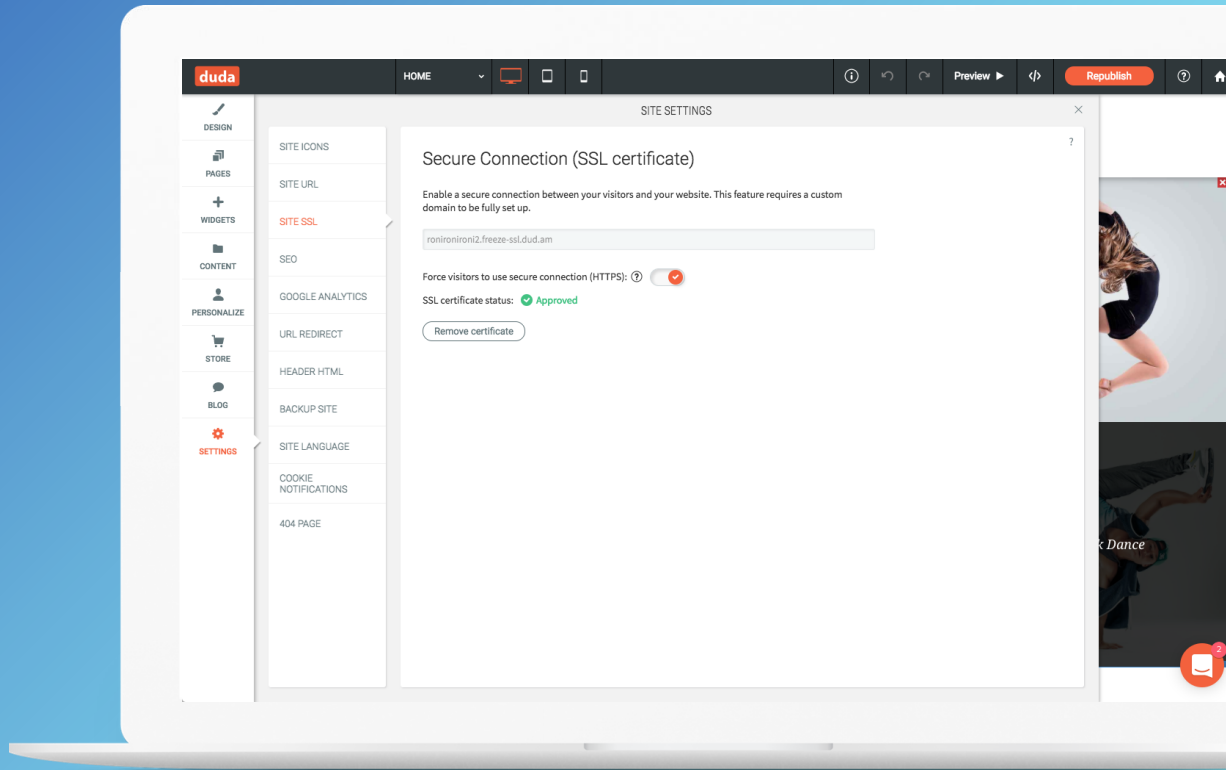 duda
HOME
Preview
</>
Republish
?
SITE SETTINGS
DESIGN
PAGES
WIDGETS
CONTENT
PERSONALIZE
STORE
BLOG
SETTINGS
SITE ICONS
SITE URL
SITE SSL
SEO
GOOGLE ANALYTICS
URL REDIRECT
HEADER HTML
BACKUP SITE
SITE LANGUAGE
COOKIE
NOTIFICATIONS
404 PAGE
?
Secure Connection (SSL certificate)
Enable a secure connection between your visitors and your website. This feature requires a custom
domain to be fully set up.
ronironironi2.freeze-ssl.dud.am
Force visitors to use secure connection (HTTPS): ?
SSL certificate status: Approved
Remove certificate
k Dance
2